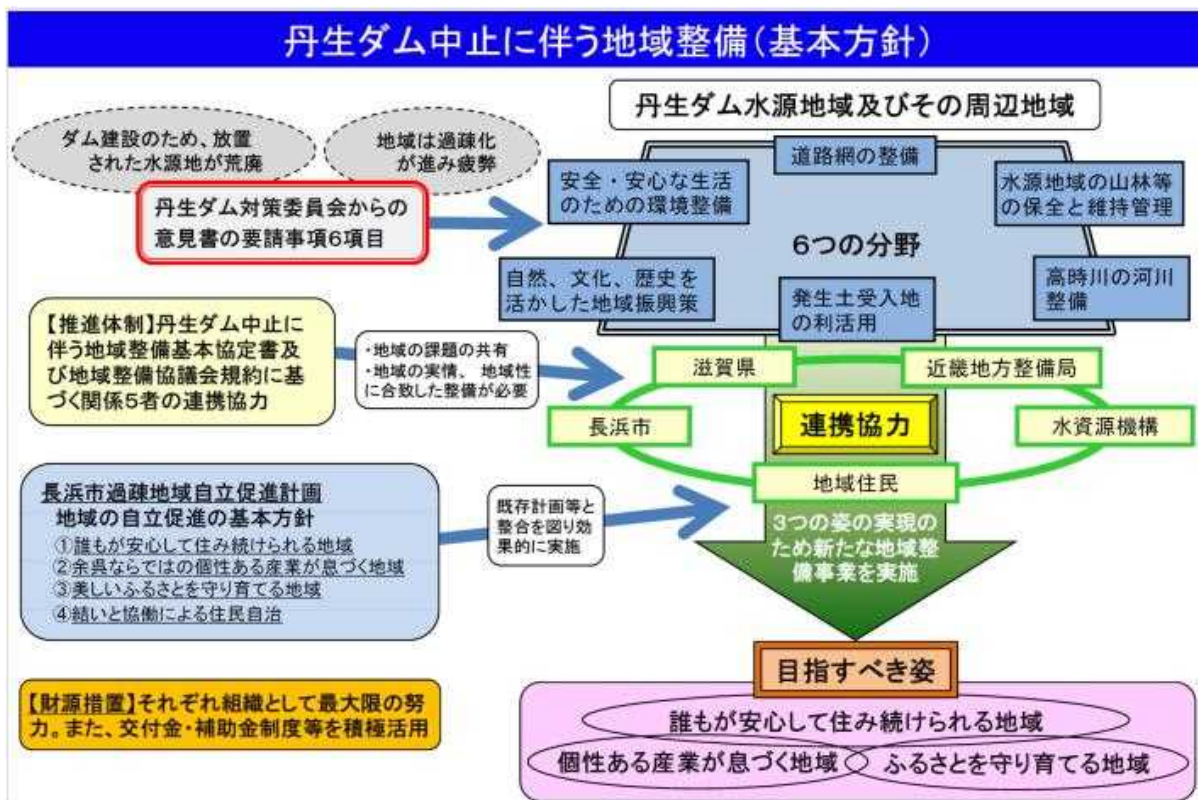 丹生ダム中止に伴う地域整備(基本方針)
ダム建設のため、放置
された水源地が荒廃
地域は過疎化
が進み疲弊
丹生ダム対策委員会からの
意見書の要請事項6項目
丹生ダム水源地域及びその周辺地域
道路網の整備
安全・安心な生活
のための環境整備
水源地域の山林等
の保全と維持管理
6つの分野
自然、文化、歴史を
活かした地域振興策
発生土受入地
の利活用
高時川の河川
整備
【推進体制】丹生ダム中止に
伴う地域整備基本協定書及
び地域整備協議会規約に基
づく関係5者の連携協力
・地域の課題の共有
・地域の実情、 地域性
に合致した整備が必要
滋賀県
近畿地方整備局
長浜市
連携協力
水資源機構
地域住民
長浜市過疎地域自立促進計画
地域の自立促進の基本方針
①誰もが安心して住み続けられる地域
②余呉ならではの個性ある産業が息づく地域
③美しいふるさとを守り育てる地域
④結いと協働による住民自治
既存計画等と
整合を図り効
果的に実施
3つの姿の実現の
ため新たな地域整
備事業を実施
【財源措置】それぞれ組織として最大限の努
力。また、交付金・補助金制度等を積極活用
目指すべき姿
誰もが安心して住み続けられる地域
個性ある産業が息づく地域
ふるさとを守り育てる地域